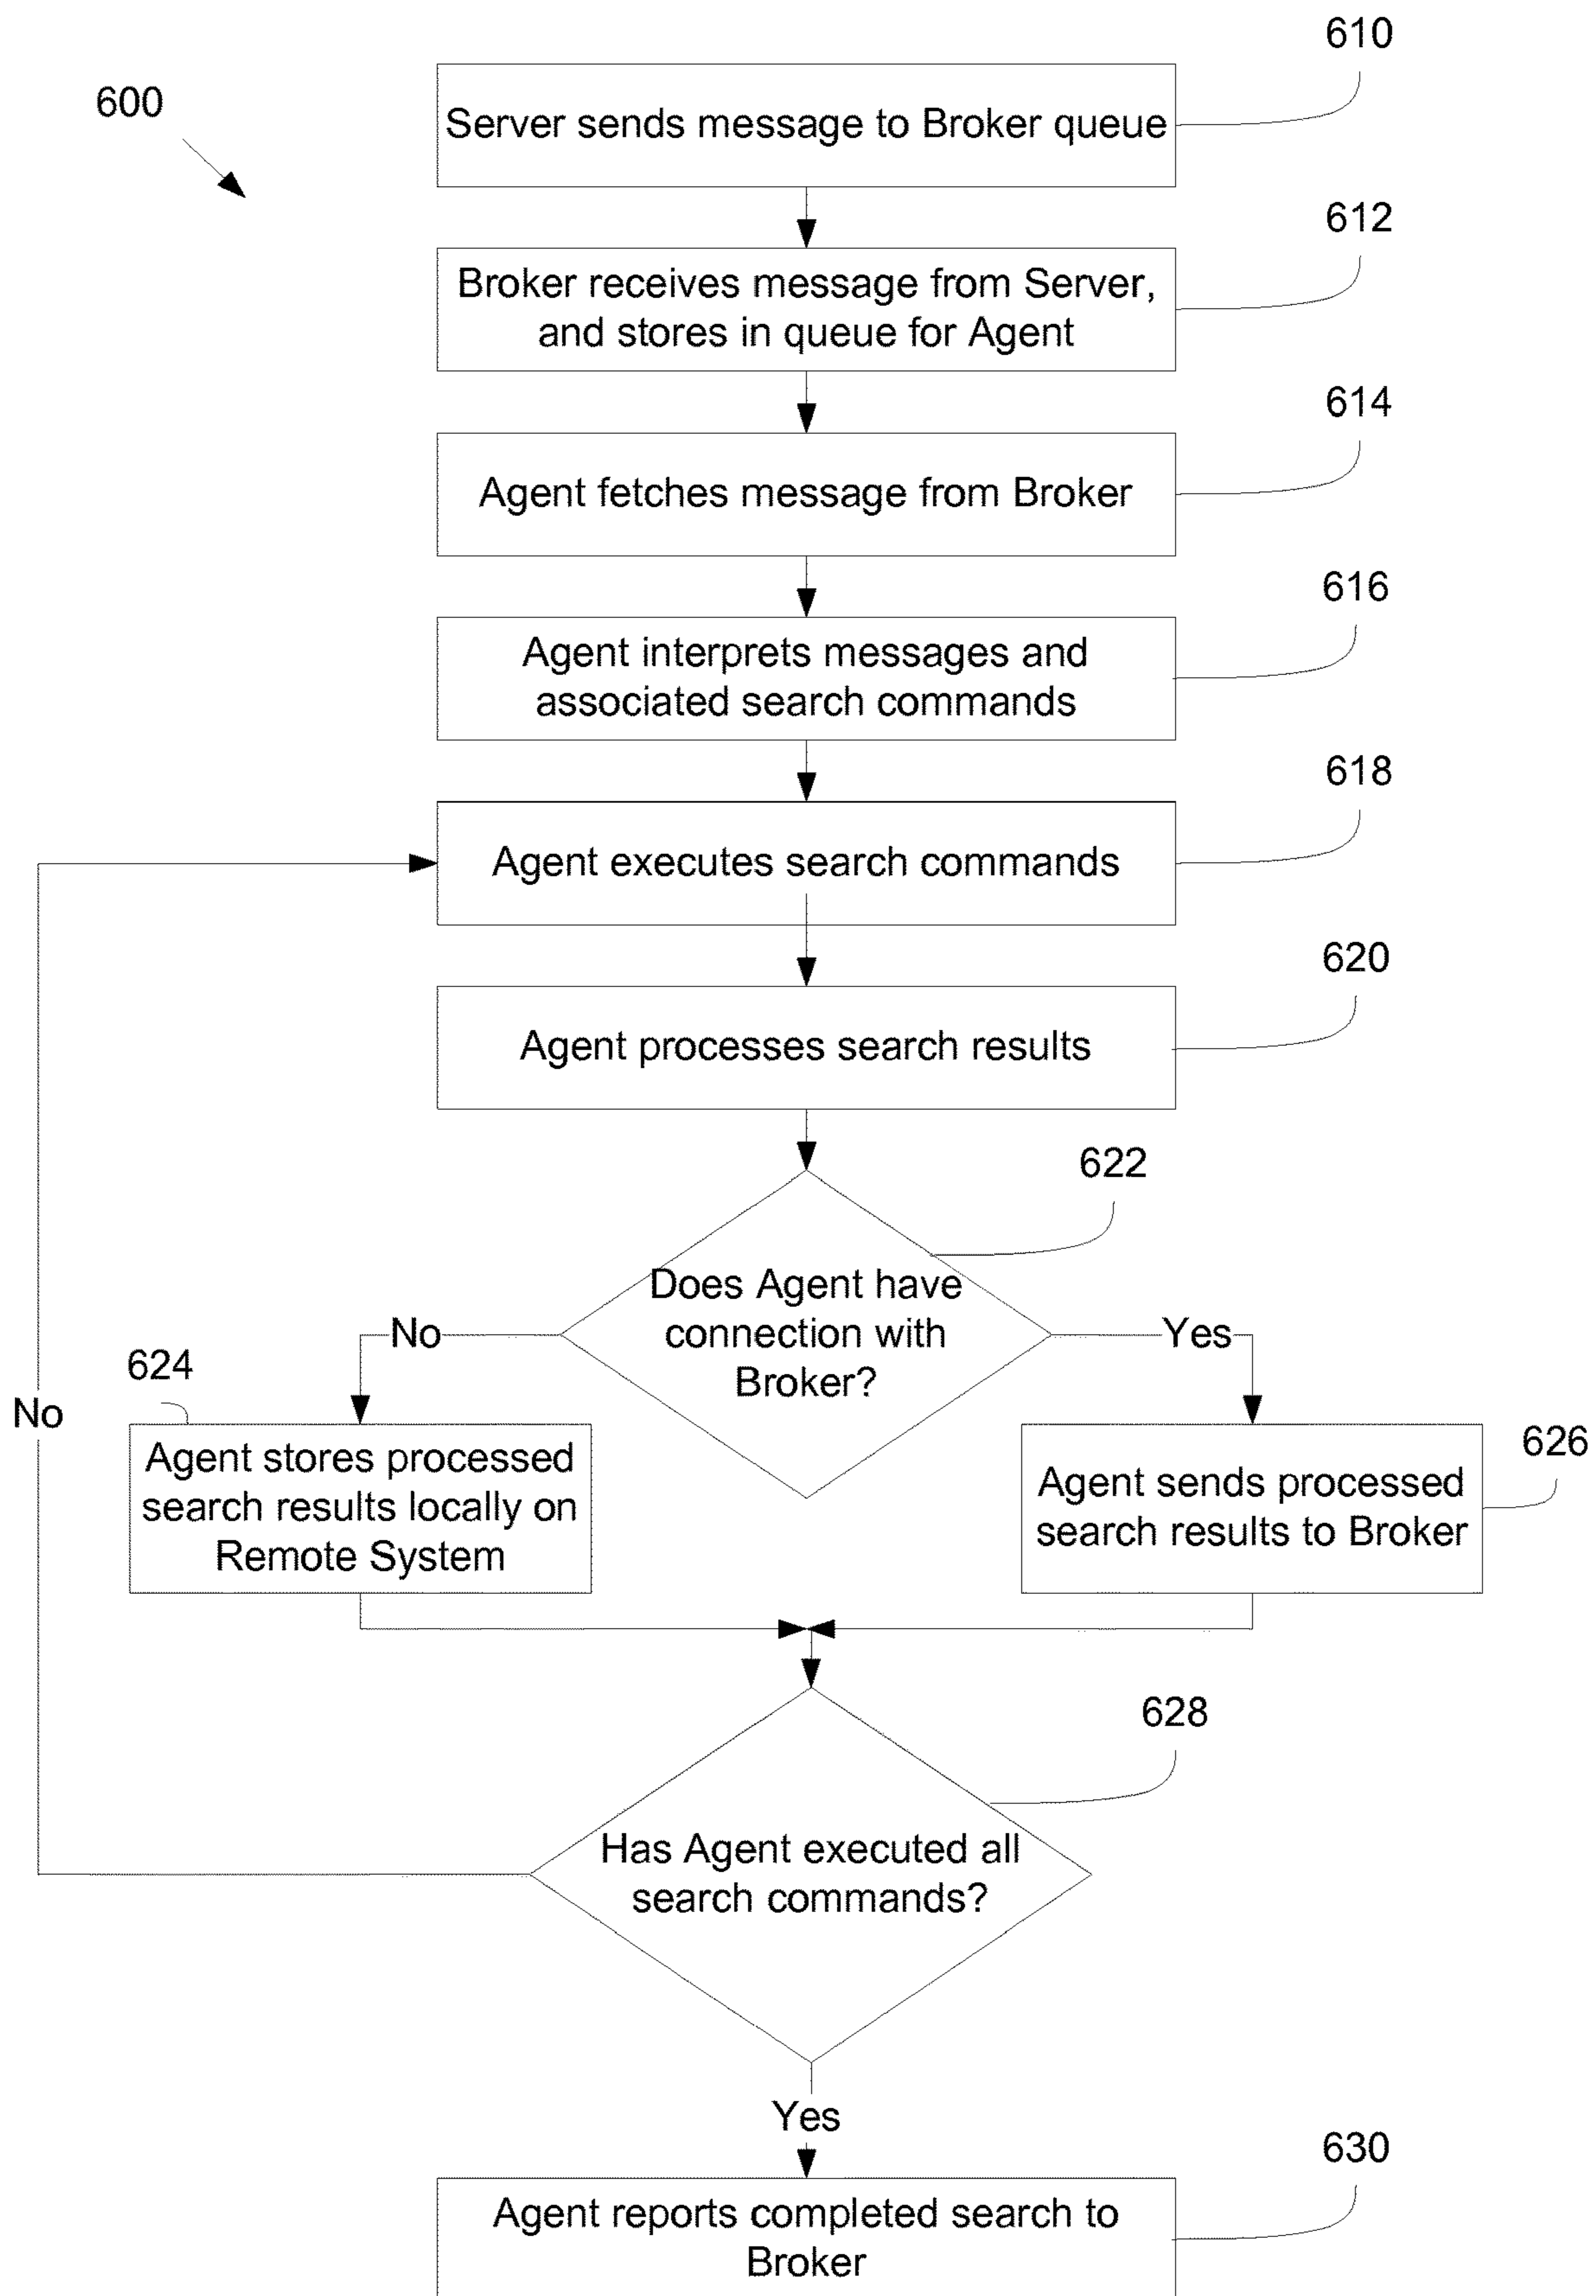 610
600
Server sends message to Broker queue
612
Broker receives message from Server,
and stores in queue for Agent
614
Agent fetches message from Broker
616
Agent interprets messages and
associated search commands
618
Agent executes search commands
620
Agent processes search results
622
Does Agent have
connection with
Broker?
No
Yes
624
No
Agent stores processed
search results locally on
Remote System
626
Agent sends processed
search results to Broker
628
Has Agent executed all
search commands?
Yes
630
Agent reports completed search to
Broker